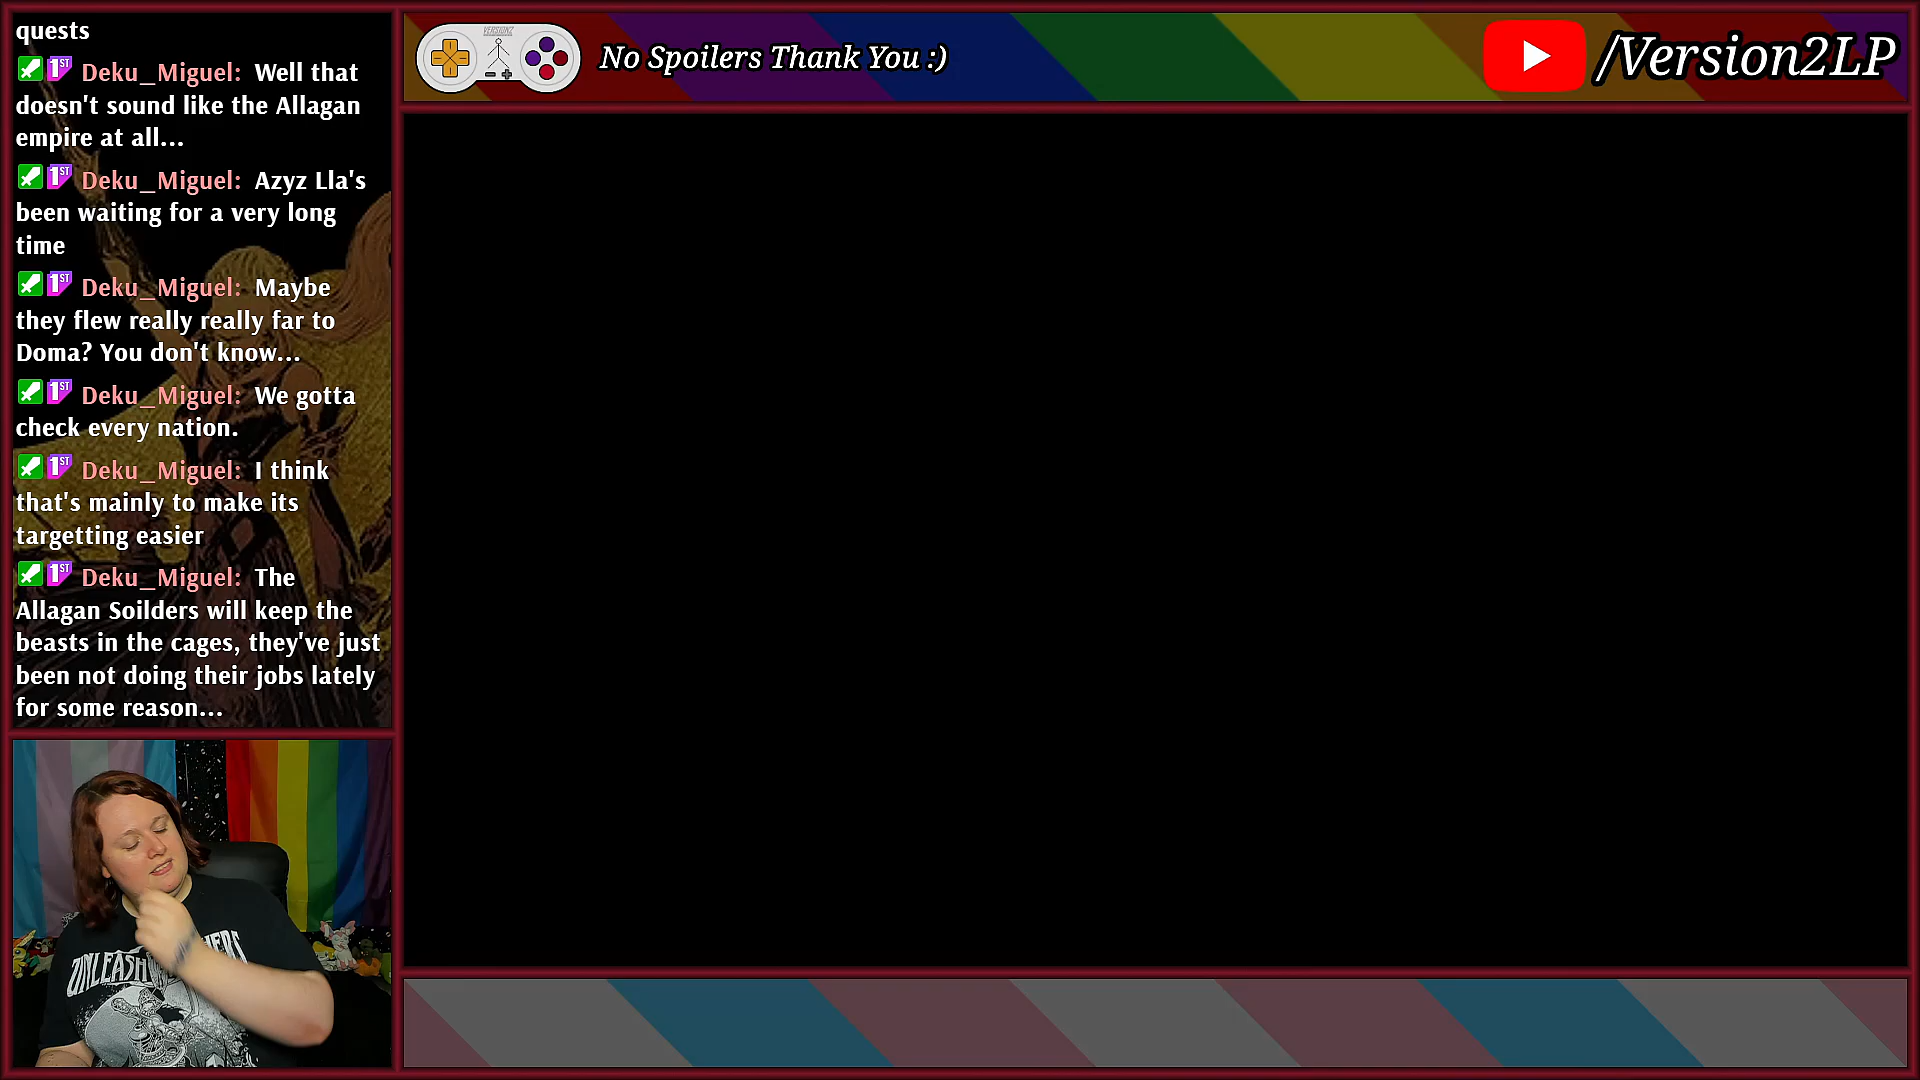 quests
Deku_Miguel: Well that
doesn't sound like the Allagan
empire at all...
Deku_Miguel: Azyz Lla's
been waiting for a very long
time
Deku_Miguel: Maybe
they flew really really far to
Doma? You don't know...
Deku_Miguel: We gotta
check every nation.
Deku_Miguel: I think
that's mainly to make its
targetting easier
Deku_Miguel: The
Allagan Soilders will keep the
beasts in the cages, they've just
been not doing their jobs lately
for some reason...
VERSION2
No Spoilers Thank You :)
/Version2LP